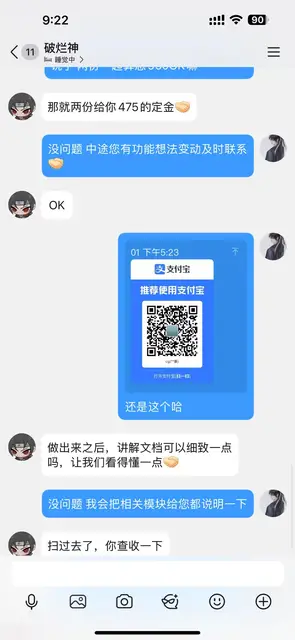 9:22
90
11
破烂神
睡觉中 >
那就两份给你475的定金
没问题 中途您有功能想法变动及时联系
OK
01 下午5:23
支 支付宝
推荐使用支付宝
还是这个哈
做出来之后，讲解文档可以细致一点
吗，让我们看得懂一点
没问题 我会把相关模块给您都说明一下
扫过去了，你查收一下